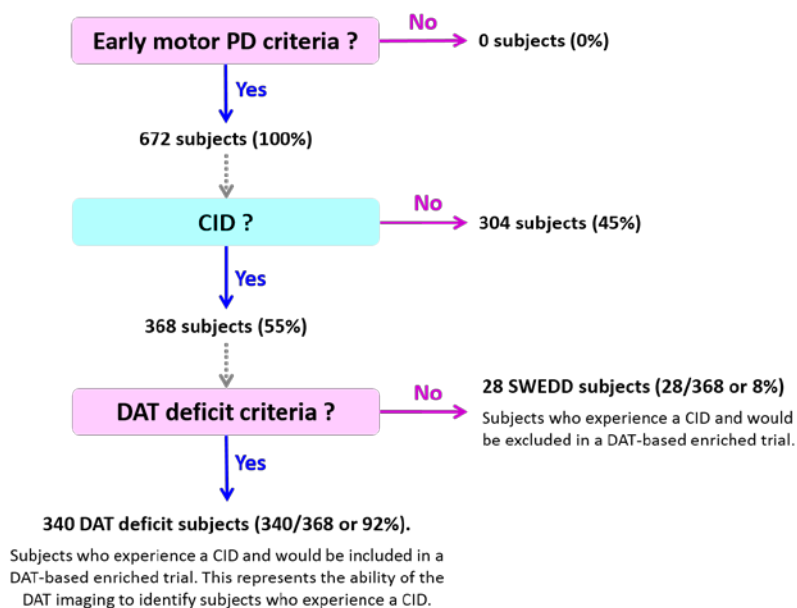 Early motor PD criteria ?
No
0 subjects (0%)
Yes
672 subjects (100%)
CID ?
No
304 subjects (45%)
Yes
368 subjects (55%)
DAT deficit criteria ?
No
28 SWEDD subjects (28/368 or 8%)
Subjects who experience a CID and would
be excluded in a DAT-based enriched trial.
Yes
340 DAT deficit subjects (340/368 or 92%).
Subjects who experience a CID and would be included in a
DAT-based enriched trial. This represents the ability of the
DAT imaging to identify subjects who experience a CID.